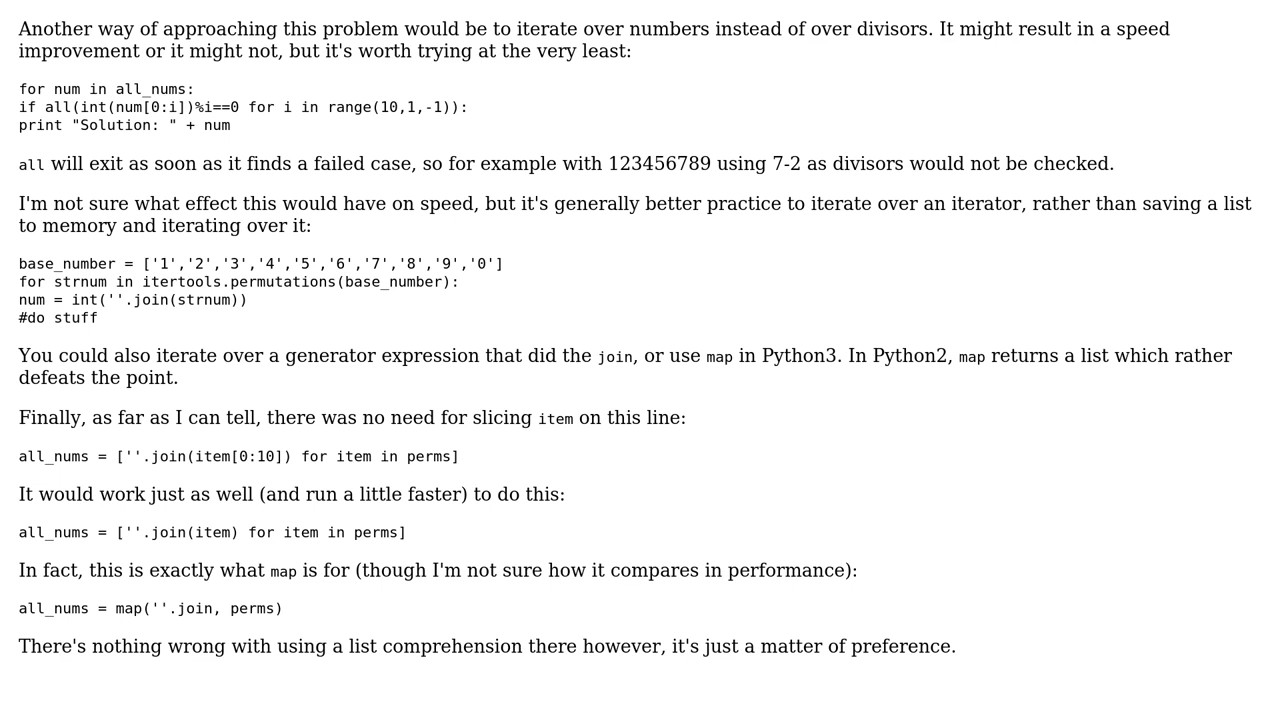 Another way of approaching this problem would be to iterate over numbers instead of over divisors. It might result in a speed
improvement or it might not, but it's worth trying at the very least:
for num in all_nums:
if all(int(num[0:i])%i==0 for i in range(10,1,-1)):
print "Solution: " + num
all will exit as soon as it finds a failed case, so for example with 123456789 using 7-2 as divisors would not be checked.
I'm not sure what effect this would have on speed, but it's generally better practice to iterate over an iterator, rather than saving a list
to memory and iterating over it:
base_number = ['1','2','3','4','5','6','7','8','9','0']
for strnum in itertools.permutations(base_number):
num = int(''.join(strnum))
#do stuff
You could also iterate over a generator expression that did the join, or use map in Python3. In Python2, map returns a list which rather
defeats the point.
Finally, as far as I can tell, there was no need for slicing item on this line:
all_nums = [''.join(item[0:10]) for item in perms]
It would work just as well (and run a little faster) to do this:
all_nums = [''.join(item) for item in perms]
In fact, this is exactly what map is for (though I'm not sure how it compares in performance):
all_nums = map(''.join, perms)
There's nothing wrong with using a list comprehension there however, it's just a matter of preference.